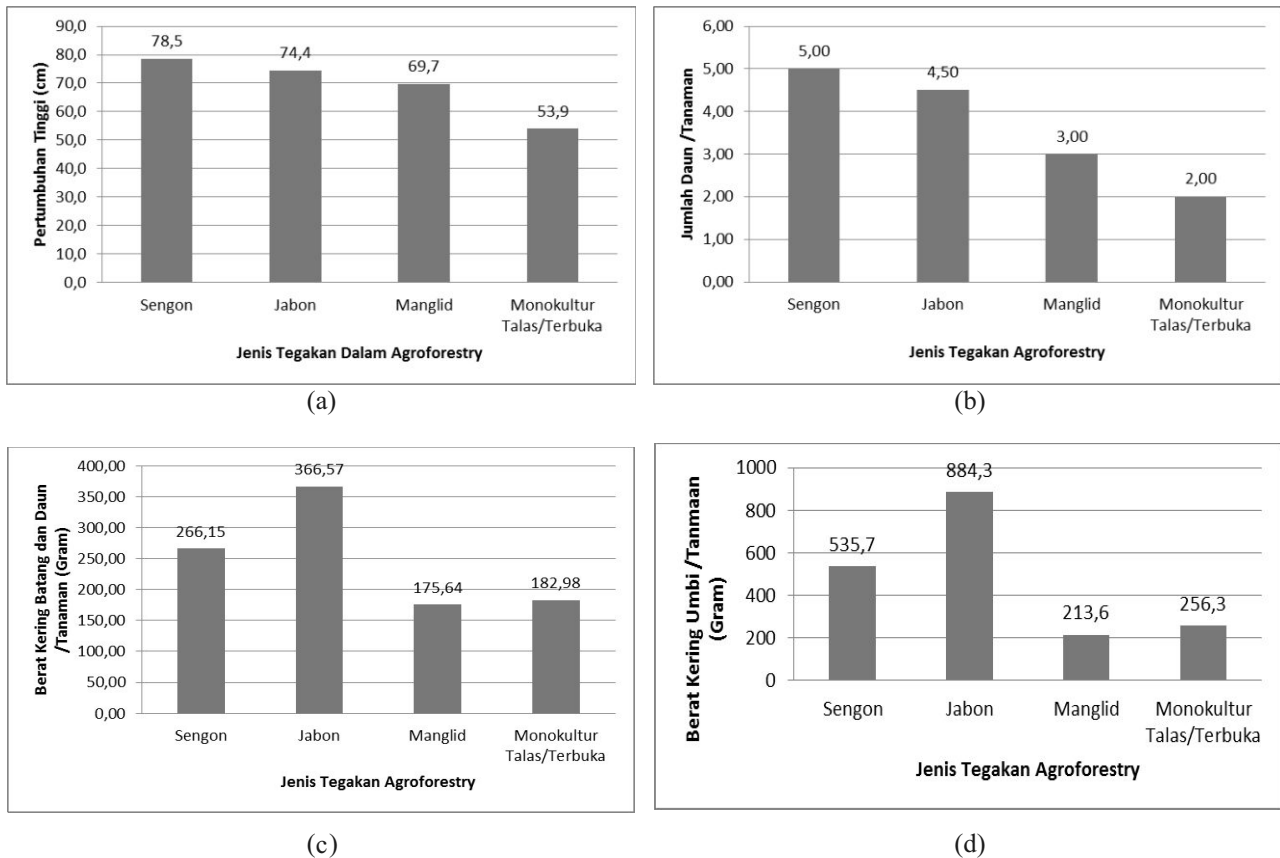 90,0
80,0
70,0
60,0
50,0
40,0
30,0
20,0
10,0
0,0
Pertumbuhan Tinggi (cm)
78,5
74,4
69,7
53,9
Sengon
Jabon
Manglid
Monokultur
Talas/Terbuka
Jenis Tegakan Dalam Agroforestry
(a)
6,00
5,00
4,00
3,00
2,00
1,00
0,00
Jumlah Daun /Tanaman
5,00
4,50
3,00
2,00
Sengon
Jabon
Manglid
Monokultur
Talas/Terbuka
Jenis Tegakan Agroforestry
(b)
400,00
350,00
300,00
250,00
200,00
150,00
100,00
50,00
0,00
Berat Kering Batang dan Daun
/Tanaman (Gram)
266,15
366,57
175,64
182,98
Sengon
Jabon
Manglid
Monokultur
Talas/Terbuka
Jenis Tegakan Agroforestry
(c)
1000
800
600
400
200
0
Berat Kering Umbi /Tanmaan
(Gram)
535,7
884,3
213,6
256,3
Sengon
Jabon
Manglid
Monokultur
Talas/Terbuka
Jenis Tegakan Agroforestry
(d)